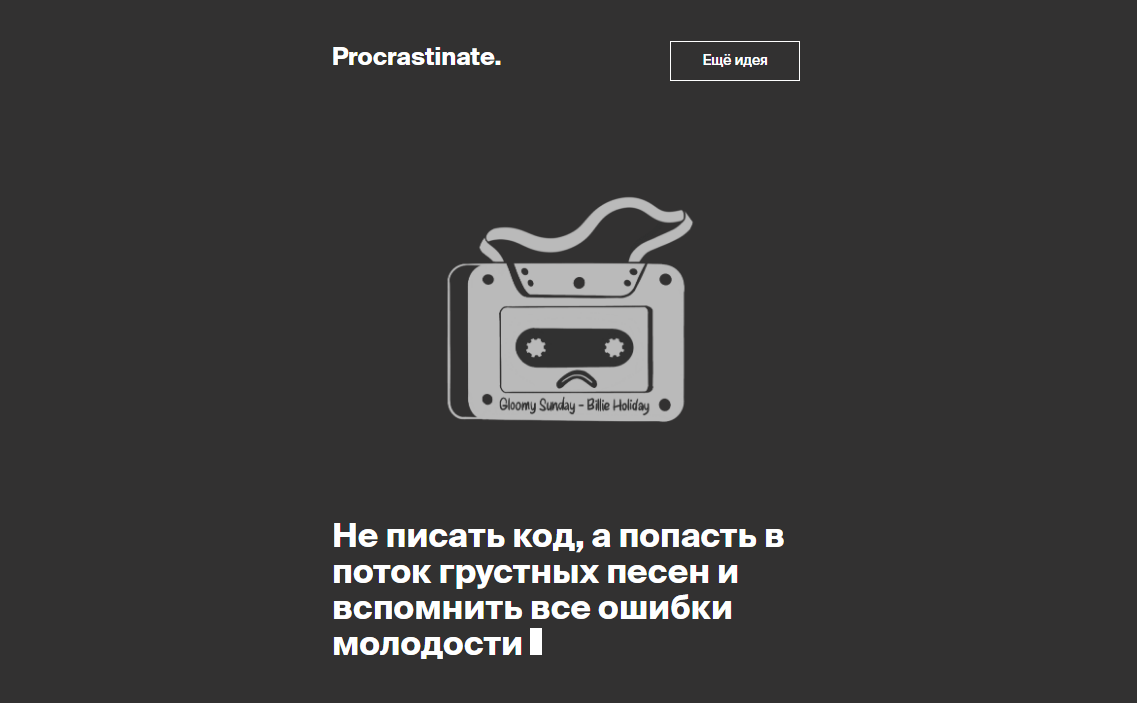 Procrastinate.
Ещё идея
Gloomy Sunday - Billie Holiday
Не писать код, а попасть в
поток грустных песен и
вспомнить все ошибки
молодости